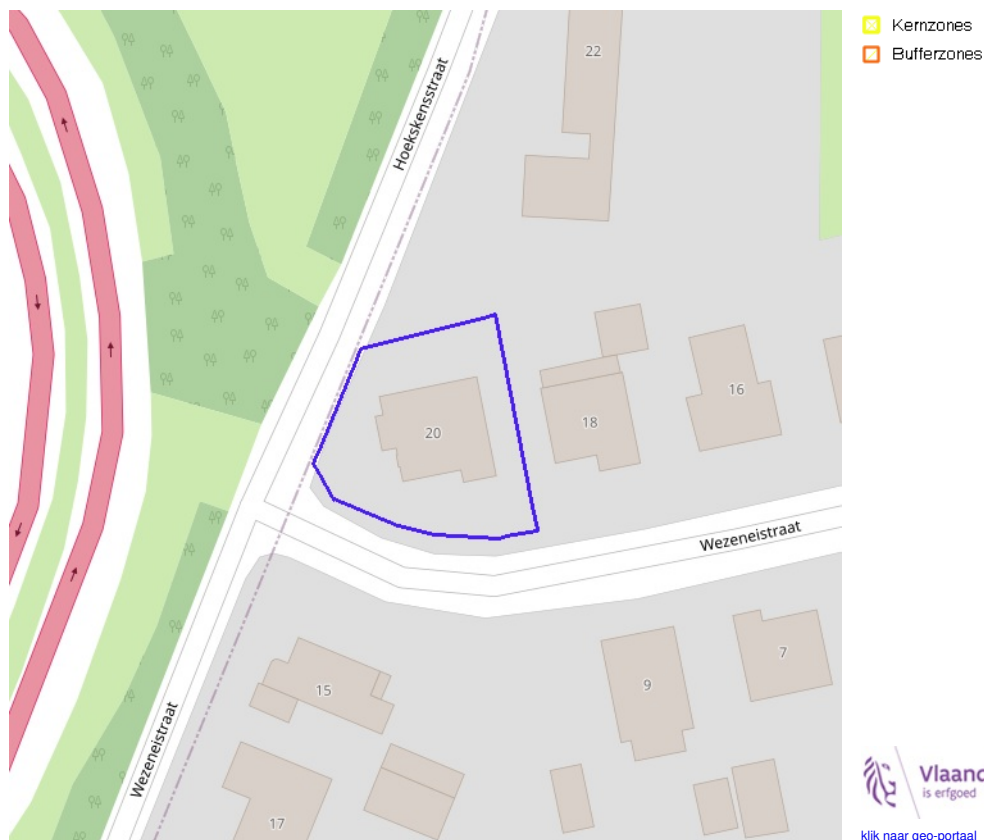 Kernzones
Bufferzones
22
Hoekskensstraat
16
18
20
Wezeneistraat
7
9
15
Wezeneistraat
17
Vlaand
is erfgoed
klik naar geo-portaal